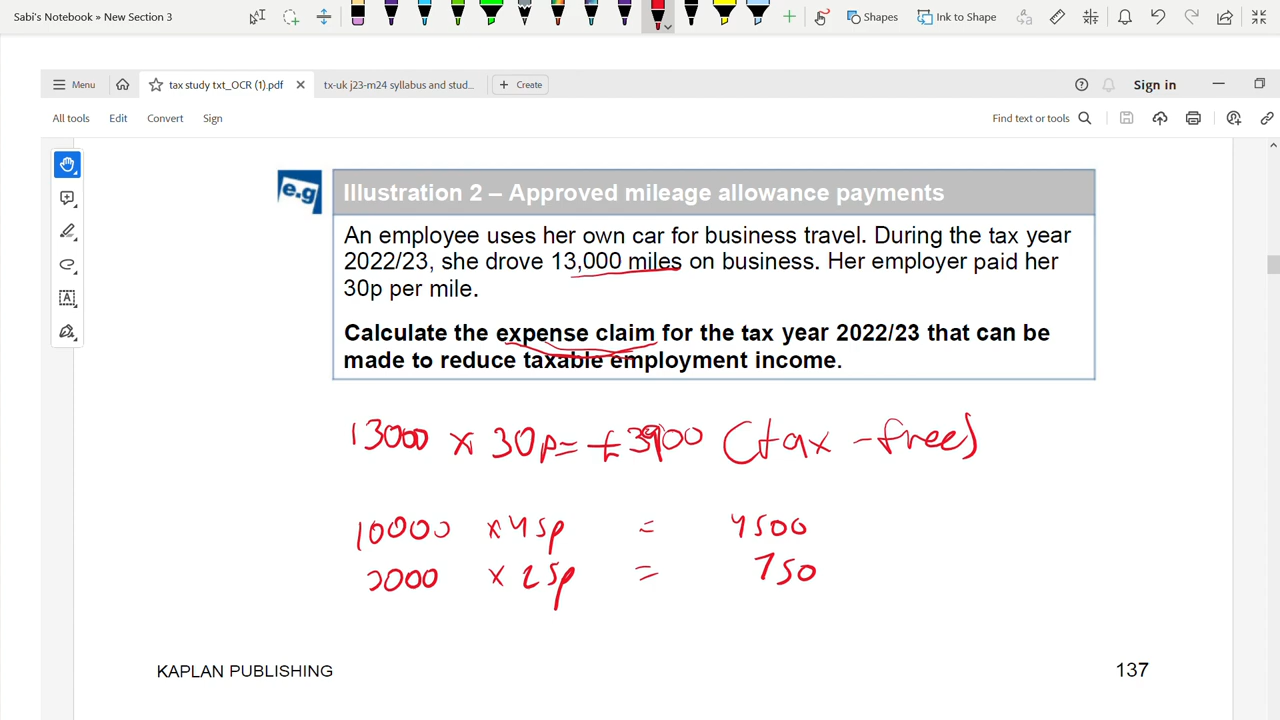 Sabi's Notebook » New Section 3
Shapes
Ink to Shape
Menu
tax study txt_OCR (1).pdf
tx-uk j23-m24 syllabus and stud...
+ Create
Sign in
All tools
Edit
Convert
Sign
Find text or tools
e.g
Illustration 2 – Approved mileage allowance payments
An employee uses her own car for business travel. During the tax year
2022/23, she drove 13,000 miles on business. Her employer paid her
30p per mile.
Calculate the expense claim for the tax year 2022/23 that can be
made to reduce taxable employment income.
13000 x 30p = £3900 (tax-free)
10000 x 45p = 4500
3000 x 25p = 750
KAPLAN PUBLISHING
137